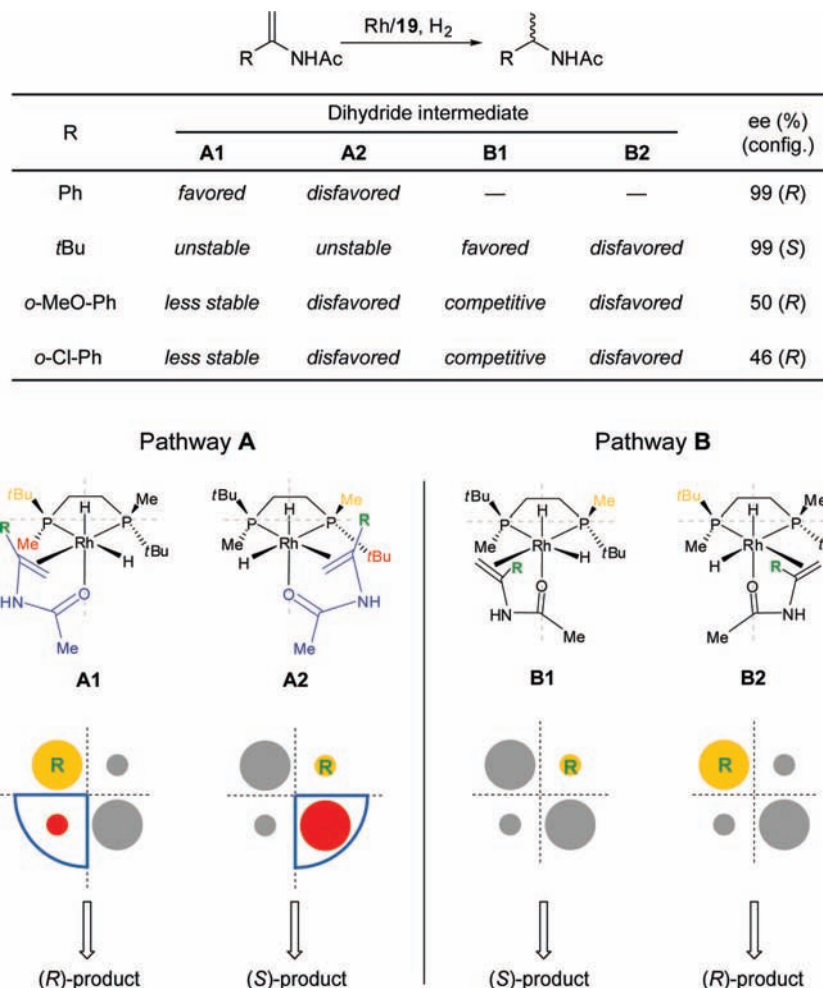 Rh/19, H2
R NHAc R NHAc
R Dihydride intermediate ee (%) (config.)
A1 A2 B1 B2
Ph favored disfavored — — 99 (R)
tBu unstable unstable favored disfavored 99 (S)
o-MeO-Ph less stable disfavored competitive disfavored 50 (R)
o-Cl-Ph less stable disfavored competitive disfavored 46 (R)
Pathway A Pathway B
tBu H Me R P P Me Rh H tBu HN O Me
tBu H Me R P P Me Rh H tBu O NH Me
tBu H Me P P Me Rh H tBu R HN O Me
tBu H Me P P Me Rh H tBu R O NH Me
A1 A2 B1 B2
R R R R
(R)-product (S)-product (S)-product (R)-product